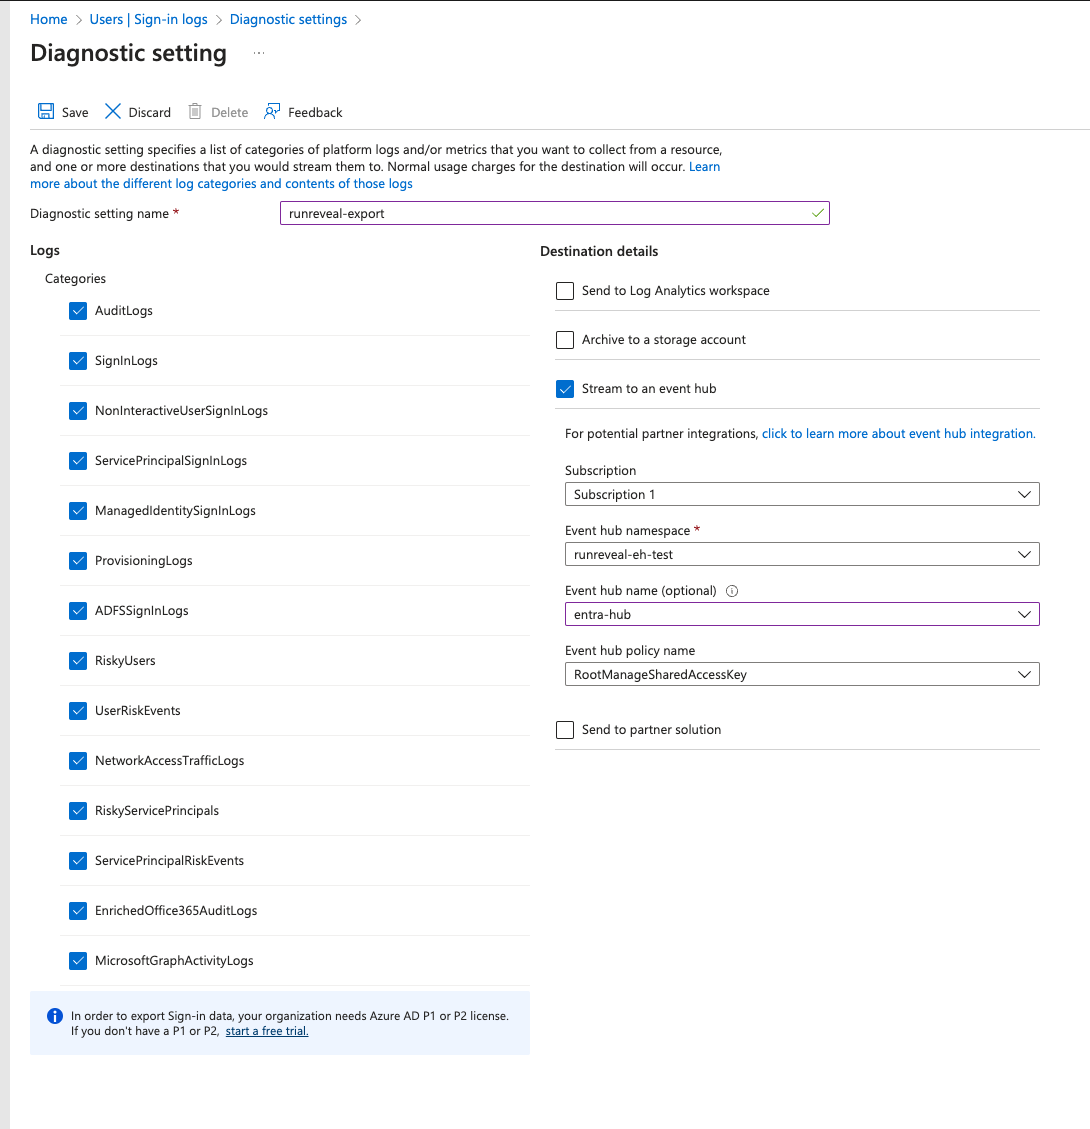 Home > Users | Sign-in logs > Diagnostic settings >
Diagnostic setting ...
Save Discard Delete Feedback
A diagnostic setting specifies a list of categories of platform logs and/or metrics that you want to collect from a resource,
and one or more destinations that you would stream them to. Normal usage charges for the destination will occur. Learn
more about the different log categories and contents of those logs
Diagnostic setting name *
runreveal-export
Logs
Categories
AuditLogs
SignInLogs
NonInteractiveUserSignInLogs
ServicePrincipalSignInLogs
ManagedIdentitySignInLogs
ProvisioningLogs
ADFSSignInLogs
RiskyUsers
UserRiskEvents
NetworkAccessTrafficLogs
RiskyServicePrincipals
ServicePrincipalRiskEvents
EnrichedOffice365AuditLogs
MicrosoftGraphActivityLogs
In order to export Sign-in data, your organization needs Azure AD P1 or P2 license.
If you don't have a P1 or P2, start a free trial.
Destination details
Send to Log Analytics workspace
Archive to a storage account
Stream to an event hub
For potential partner integrations, click to learn more about event hub integration.
Subscription
Subscription 1
Event hub namespace *
runreveal-eh-test
Event hub name (optional)
entra-hub
Event hub policy name
RootManageSharedAccessKey
Send to partner solution